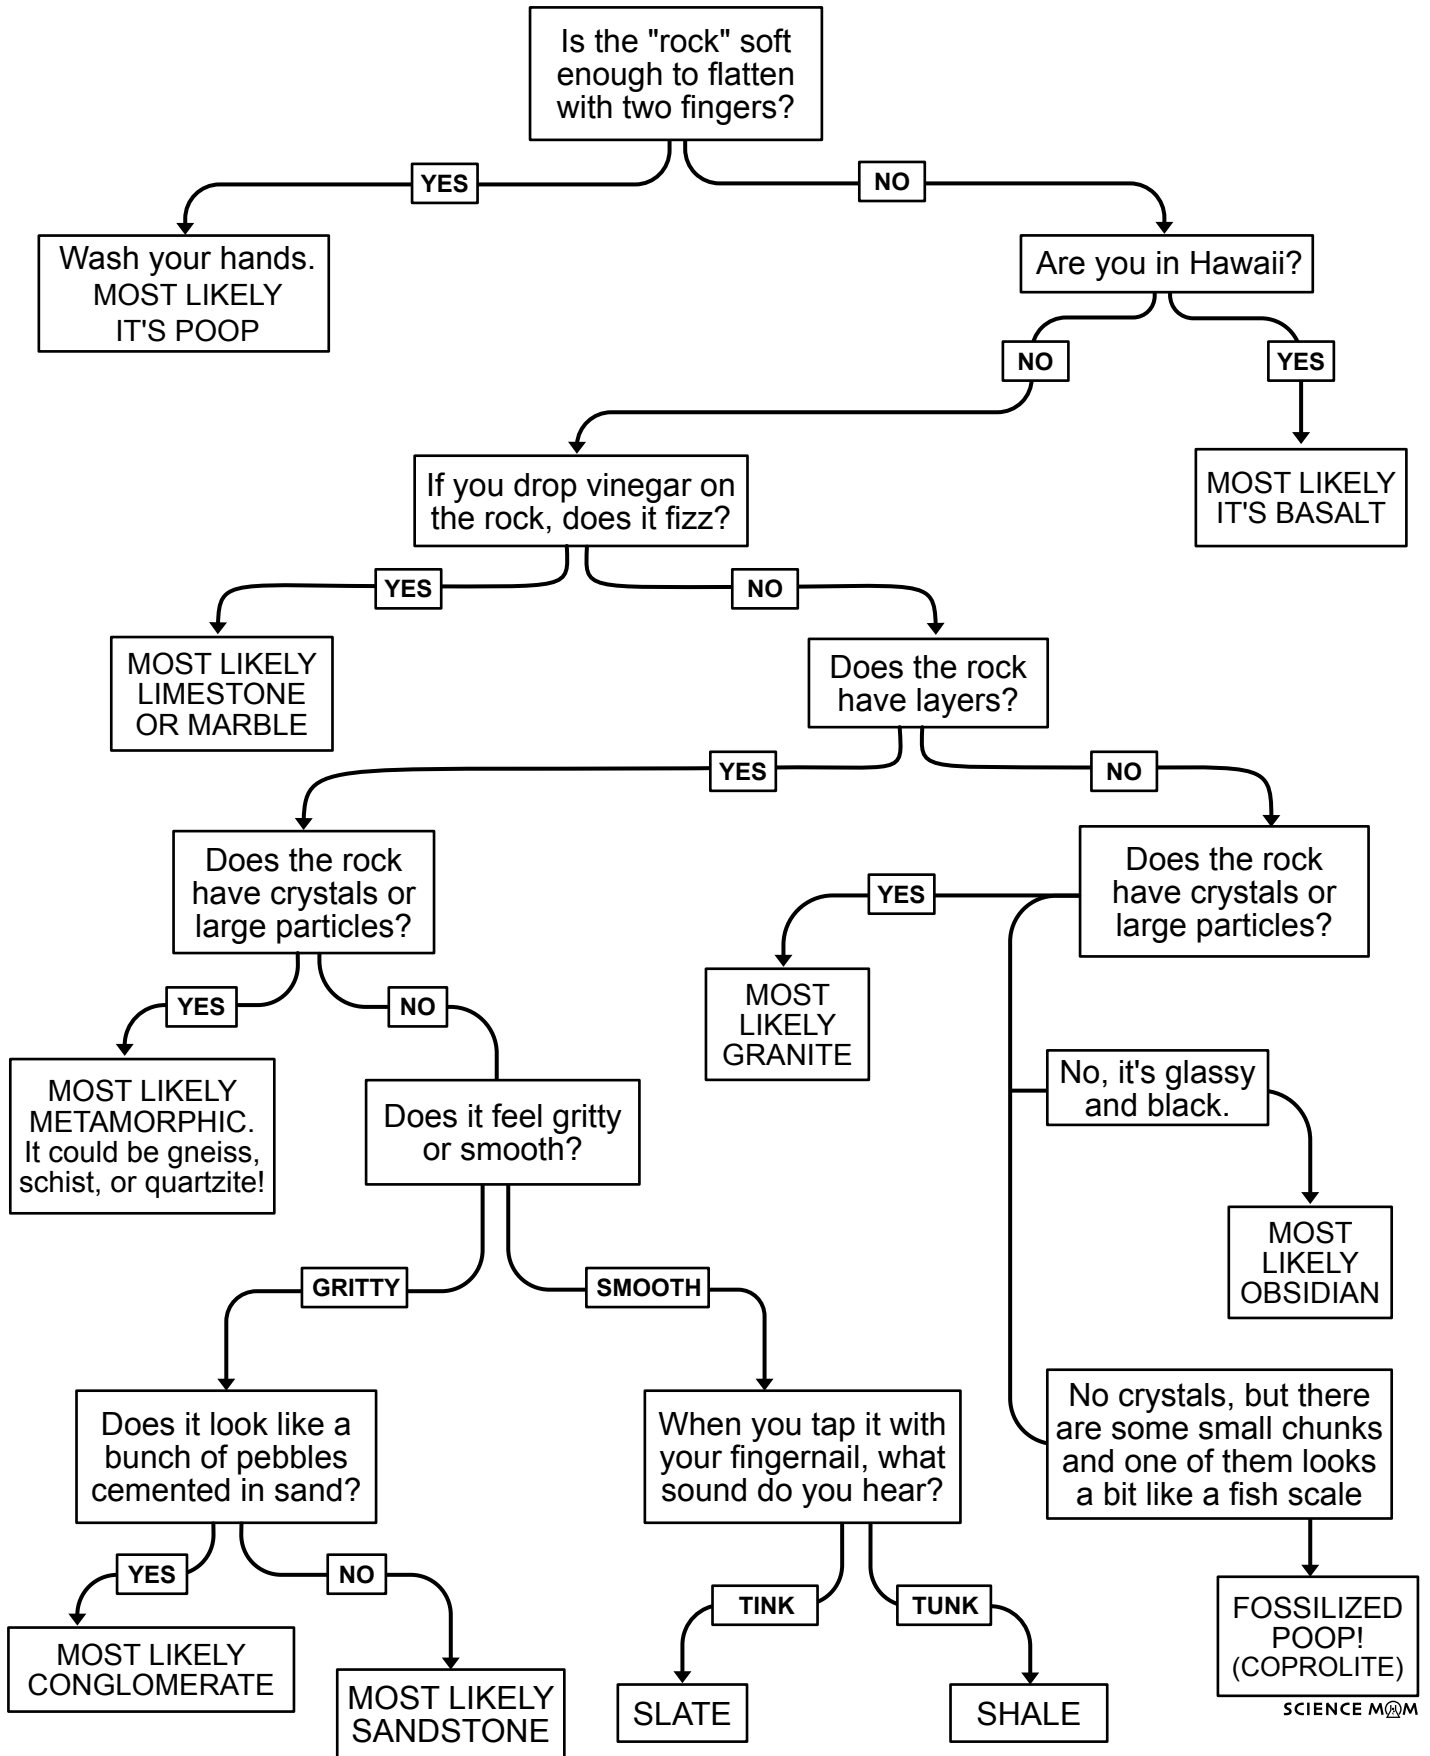 Is the "rock" soft
enough to flatten
with two fingers?
YES
NO
Wash your hands.
MOST LIKELY
IT'S POOP
Are you in Hawaii?
NO
YES
If you drop vinegar on
the rock, does it fizz?
MOST LIKELY
IT'S BASALT
YES
NO
MOST LIKELY
LIMESTONE
OR MARBLE
Does the rock
have layers?
YES
NO
Does the rock
have crystals or
large particles?
Does the rock
have crystals or
large particles?
YES
YES
NO
MOST
LIKELY
GRANITE
MOST LIKELY
METAMORPHIC.
It could be gneiss,
schist, or quartzite!
Does it feel gritty
or smooth?
No, it's glassy
and black.
MOST
LIKELY
OBSIDIAN
GRITTY
SMOOTH
Does it look like a
bunch of pebbles
cemented in sand?
When you tap it with
your fingernail, what
sound do you hear?
No crystals, but there
are some small chunks
and one of them looks
a bit like a fish scale
YES
NO
TINK
TUNK
MOST LIKELY
CONGLOMERATE
MOST LIKELY
SANDSTONE
SLATE
SHALE
FOSSILIZED
POOP!
(COPROLITE)
SCIENCE MOM